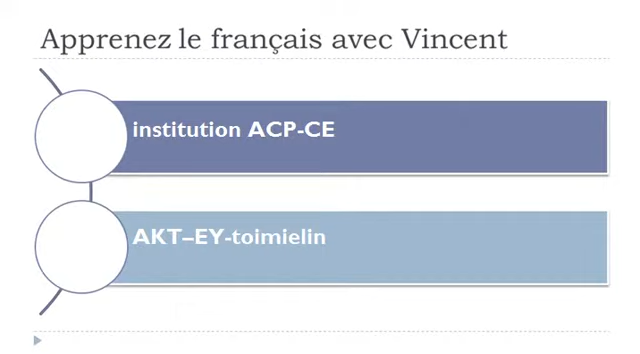 Apprenez le français avec Vincent
institution ACP-CE
AKT–EY-toimielin